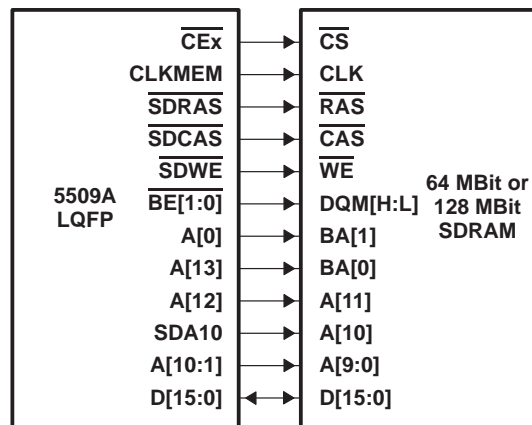 CEx CS
CLKMEM CLK
SDRAS RAS
SDCAS CAS
SDWE WE
5509A
LQFP
64 MBit or
128 MBit
SDRAM
BE[1:0] DQM[H:L]
A[0] BA[1]
A[13] BA[0]
A[12] A[11]
SDA10 A[10]
A[10:1] A[9:0]
D[15:0] D[15:0]